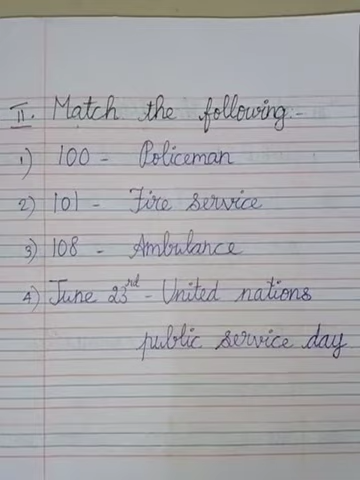 II. Match the following:-
1) 100 - Policeman
2) 101 - Fire service
3) 108 - Ambulance
4) June 23rd - United nations
public service day